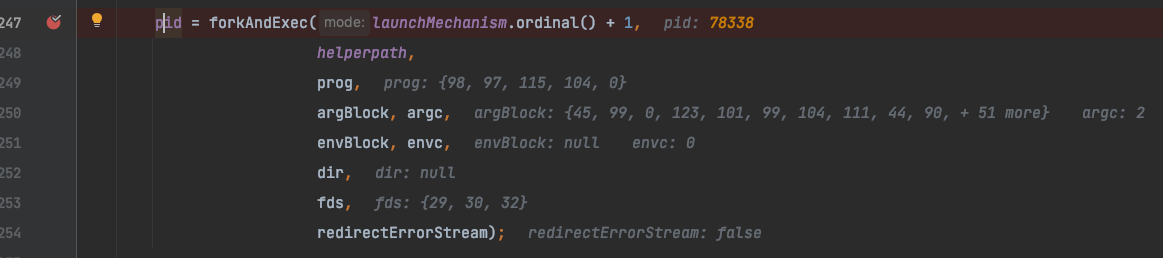 247 pid = forkAndExec( mode: launchMechanism.ordinal() + 1, pid: 78338
248 helperpath,
249 prog, prog: {98, 97, 115, 104, 0}
250 argBlock, argc, argBlock: {45, 99, 0, 123, 101, 99, 104, 111, 44, 90, + 51 more} argc: 2
251 envBlock, envc, envBlock: null envc: 0
252 dir, dir: null
253 fds, fds: {29, 30, 32}
254 redirectErrorStream); redirectErrorStream: false